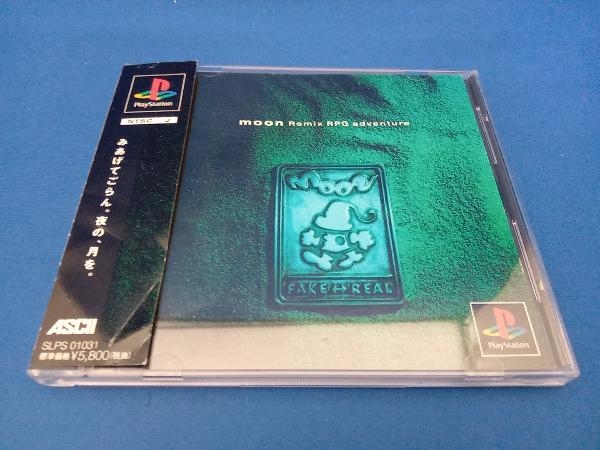 PlayStation
NTSC J
みあげてごらん。夜の、月を。
ASCII
SLPS 01031
標準価格¥5,800(税抜)
moon Remix RPG adventure
MOON
FAKE↔REAL
PlayStation